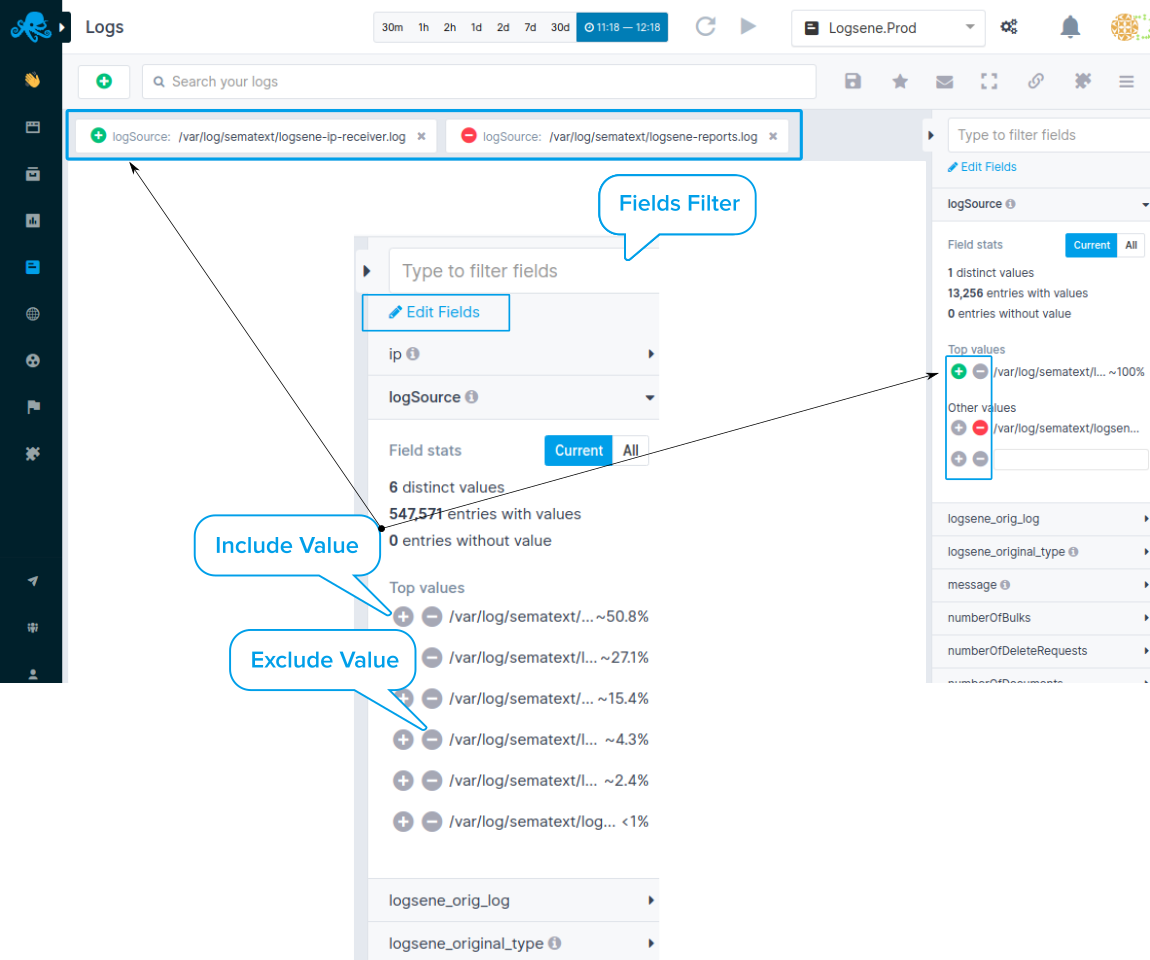 Logs
30m 1h 2h 1d 2d 7d 30d 11:18 — 12:18
Logsene.Prod
Search your logs
logSource: /var/log/sematext/logsene-ip-receiver.log
logSource: /var/log/sematext/logsene-reports.log
Type to filter fields
Edit Fields
logSource
Field stats
Current All
1 distinct values
13,256 entries with values
0 entries without value
Top values
/var/log/sematext/l... ~100%
Other values
/var/log/sematext/logsen...
logsene_orig_log
logsene_original_type
message
numberOfBulks
numberOfDeleteRequests
numberOfDocuments
Fields Filter
Type to filter fields
Edit Fields
ip
logSource
Field stats
Current All
6 distinct values
547,571 entries with values
0 entries without value
Include Value
Top values
/var/log/sematext/... ~50.8%
Exclude Value
/var/log/sematext/l... ~27.1%
/var/log/sematext/... ~15.4%
/var/log/sematext/l... ~4.3%
/var/log/sematext/l... ~2.4%
/var/log/sematext/log... <1%
logsene_orig_log
logsene_original_type